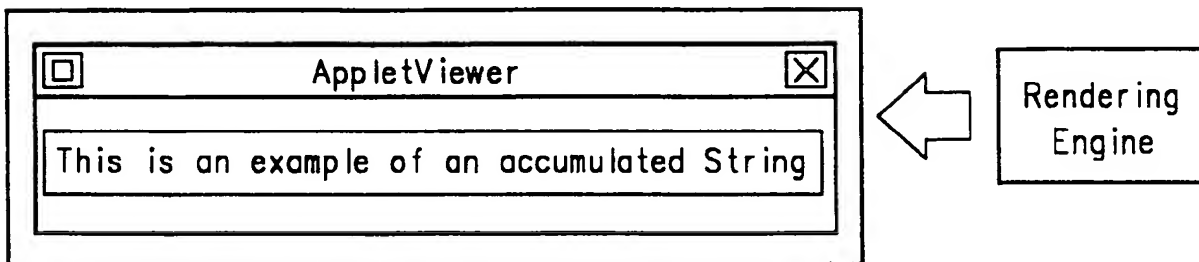 AppletViewer
This is an example of an accumulated String
Rendering
Engine